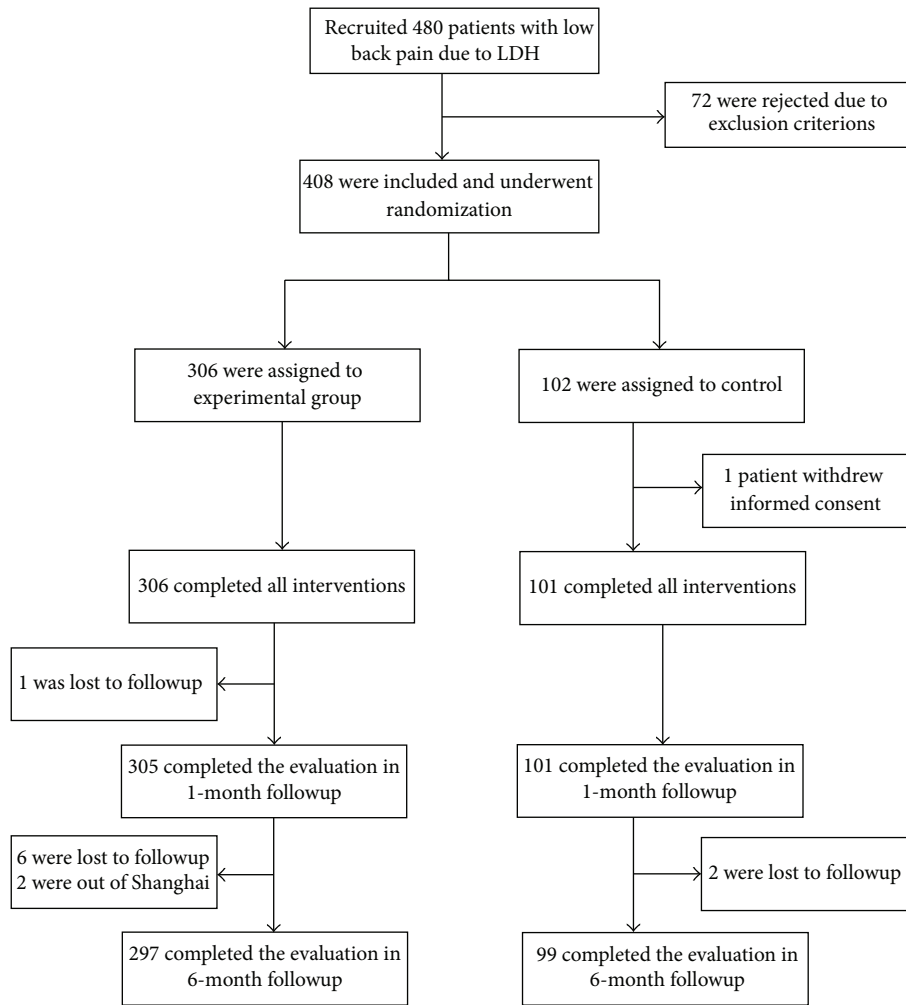 Recruited 480 patients with low
back pain due to LDH
72 were rejected due to
exclusion criterions
408 were included and underwent
randomization
306 were assigned to
experimental group
102 were assigned to control
1 patient withdrew
informed consent
306 completed all interventions
101 completed all interventions
1 was lost to followup
305 completed the evaluation in
1-month followup
101 completed the evaluation in
1-month followup
6 were lost to followup
2 were out of Shanghai
2 were lost to followup
297 completed the evaluation in
6-month followup
99 completed the evaluation in
6-month followup